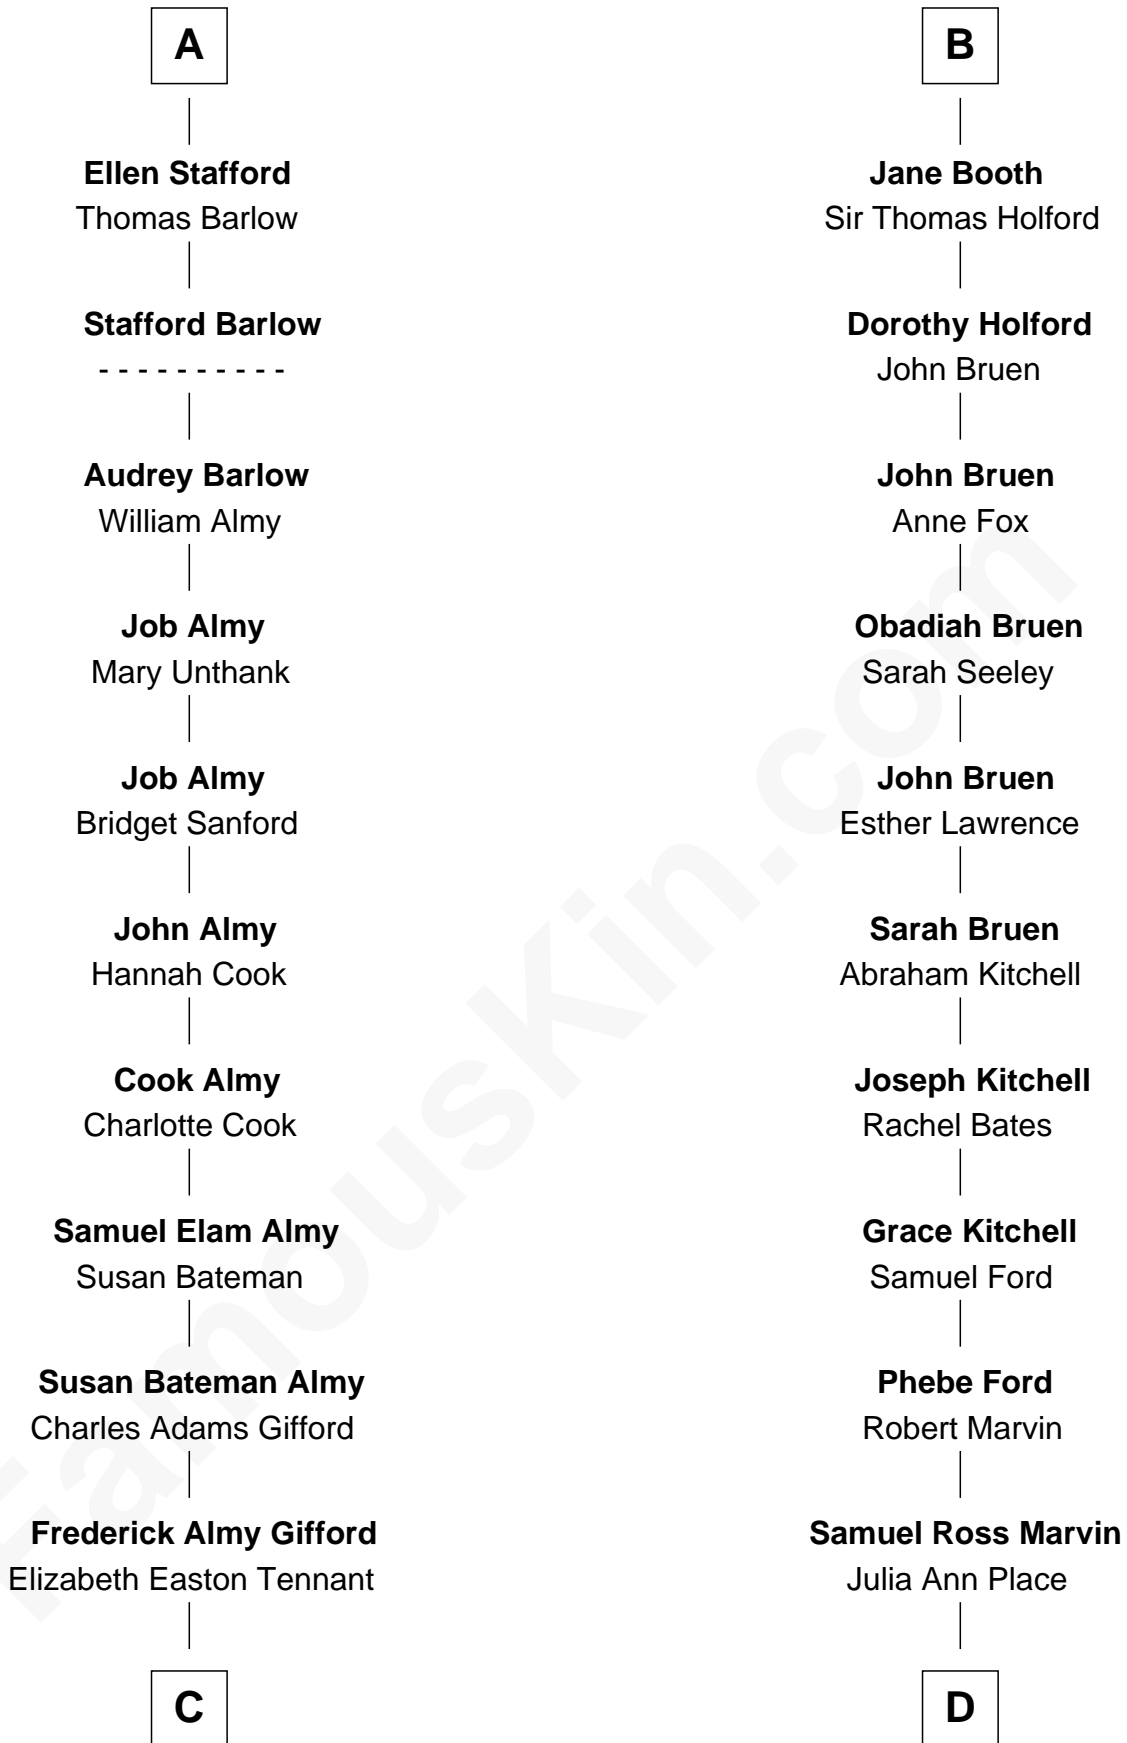 A
Ellen Stafford
Thomas Barlow
Stafford Barlow
- - - - - - - - - -
Audrey Barlow
William Almy
Job Almy
Mary Unthank
Job Almy
Bridget Sanford
John Almy
Hannah Cook
Cook Almy
Charlotte Cook
Samuel Elam Almy
Susan Bateman
Susan Bateman Almy
Charles Adams Gifford
Frederick Almy Gifford
Elizabeth Easton Tennant
C
B
Jane Booth
Sir Thomas Holford
Dorothy Holford
John Bruen
John Bruen
Anne Fox
Obadiah Bruen
Sarah Seeley
John Bruen
Esther Lawrence
Sarah Bruen
Abraham Kitchell
Joseph Kitchell
Rachel Bates
Grace Kitchell
Samuel Ford
Phebe Ford
Robert Marvin
Samuel Ross Marvin
Julia Ann Place
D
FamousKin.com